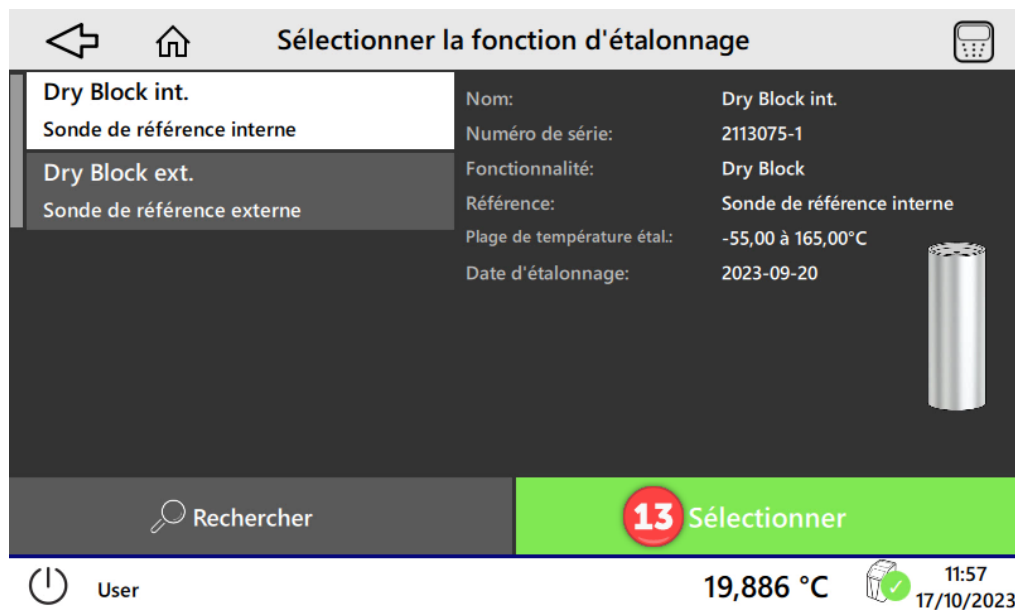 Sélectionner la fonction d'étalonnage
Dry Block int.
Sonde de référence interne
Dry Block ext.
Sonde de référence externe
Nom: Dry Block int.
Numéro de série: 2113075-1
Fonctionnalité: Dry Block
Référence: Sonde de référence interne
Plage de température étal.: -55,00 à 165,00°C
Date d'étalonnage: 2023-09-20
Rechercher
13 Sélectionner
User
19,886 °C
11:57
17/10/2023